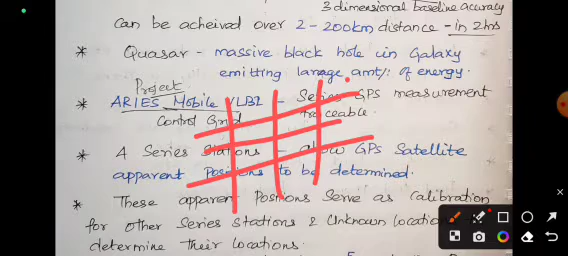 3 dimensional baseline accuracy
can be acheived over 2-200km distance - in 2hrs
* Quasar - massive black hole in Galaxy
emitting large amt/: of energy.
Project
* ARIES Mobile VLBI - Series GPS measurement
Control Grid traceable.
* A Series Stations - allow GPS Satellite
apparent Positions to be determined.
* These apparent Positions serve as calibration
for other Series Stations & Unknown locations
determine their locations.